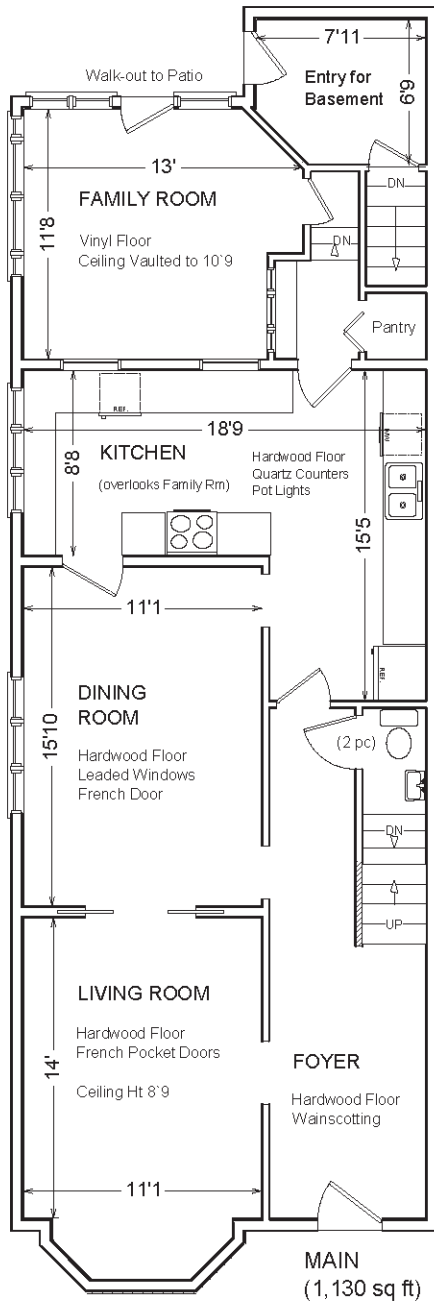 7'11
Walk-out to Patio
Entry for
Basement
6'9
13'
FAMILY ROOM
11'8
Vinyl Floor
Ceiling Vaulted to 10`9
DN
DN
Pantry
REF.
18'9
KITCHEN
(overlooks Family Rm)
8'8
Hardwood Floor
Quartz Counters
Pot Lights
MW
15'5
11'1
REF.
DINING
ROOM
15'10
Hardwood Floor
Leaded Windows
French Door
(2 pc)
DN
UP
LIVING ROOM
Hardwood Floor
French Pocket Doors
Ceiling Ht 8`9
14'
FOYER
Hardwood Floor
Wainscotting
11'1
MAIN
(1,130 sq ft)